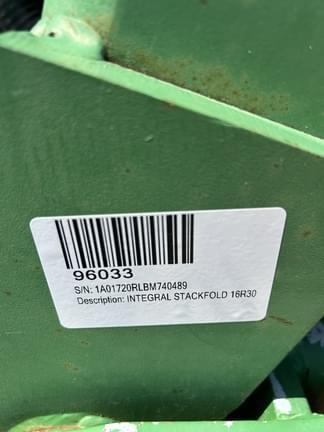 96033
S/N: 1A01720RLBM740489
Description: INTEGRAL STACKFOLD 16R30